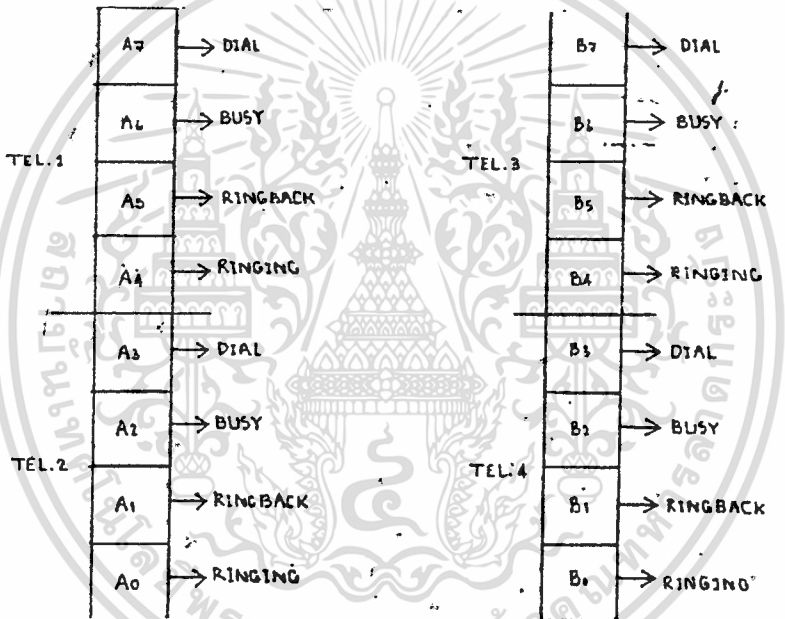 A7 → DIAL
A6 → BUSY
TEL.1
A5 → RINGBACK
A4 → RINGING
A3 → DIAL
A2 → BUSY
TEL.2
A1 → RINGBACK
A0 → RINGING
B7 → DIAL
B6 → BUSY
TEL.3
B5 → RINGBACK
B4 → RINGING
B3 → DIAL
B2 → BUSY
TEL.4
B1 → RINGBACK
B0 → RINGING